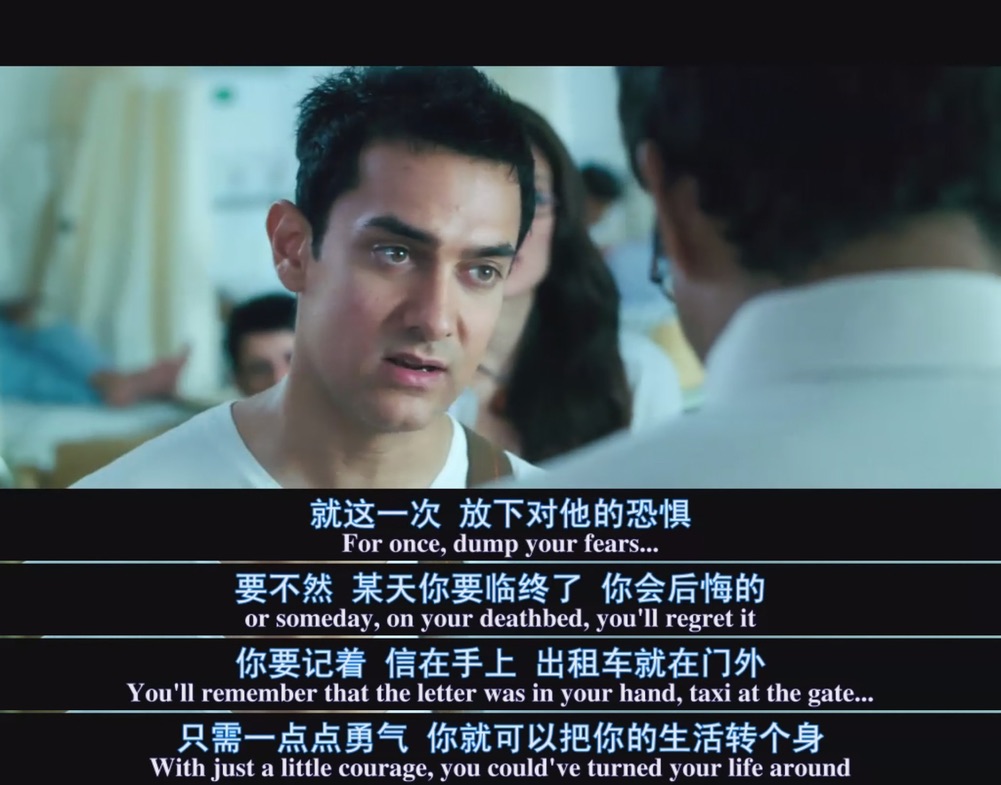 就这一次 放下对他的恐惧
For once, dump your fears...
要不然 某天你要临终了 你会后悔的
or someday, on your deathbed, you'll regret it
你要记着 信在手上 出租车就在门外
You'll remember that the letter was in your hand, taxi at the gate...
只需一点点勇气 你就可以把你的生活转个身
With just a little courage, you could've turned your life around